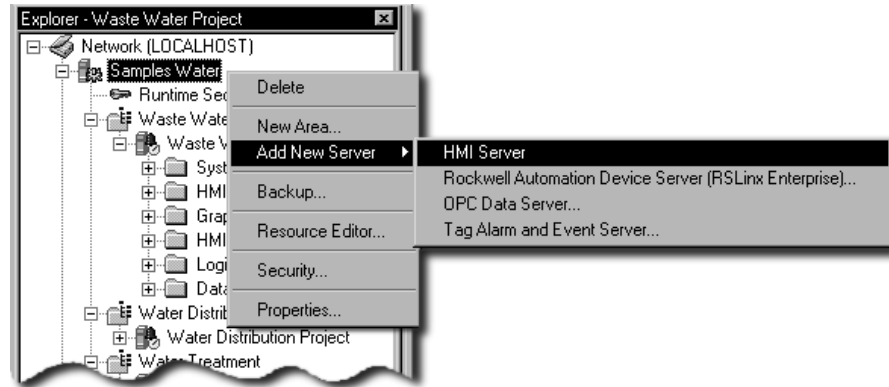 Explorer - Waste Water Project
Network (LOCALHOST)
Samples Water
Runtime Sec
Waste Wate
Waste
Syst
HMI
Grap
HMI
Logi
Data
Water Distrib
Water Distribution Project
Water Treatment
Delete
New Area...
Add New Server
Backup...
Resource Editor...
Security...
Properties...
HMI Server
Rockwell Automation Device Server (RSLinx Enterprise)...
OPC Data Server...
Tag Alarm and Event Server...